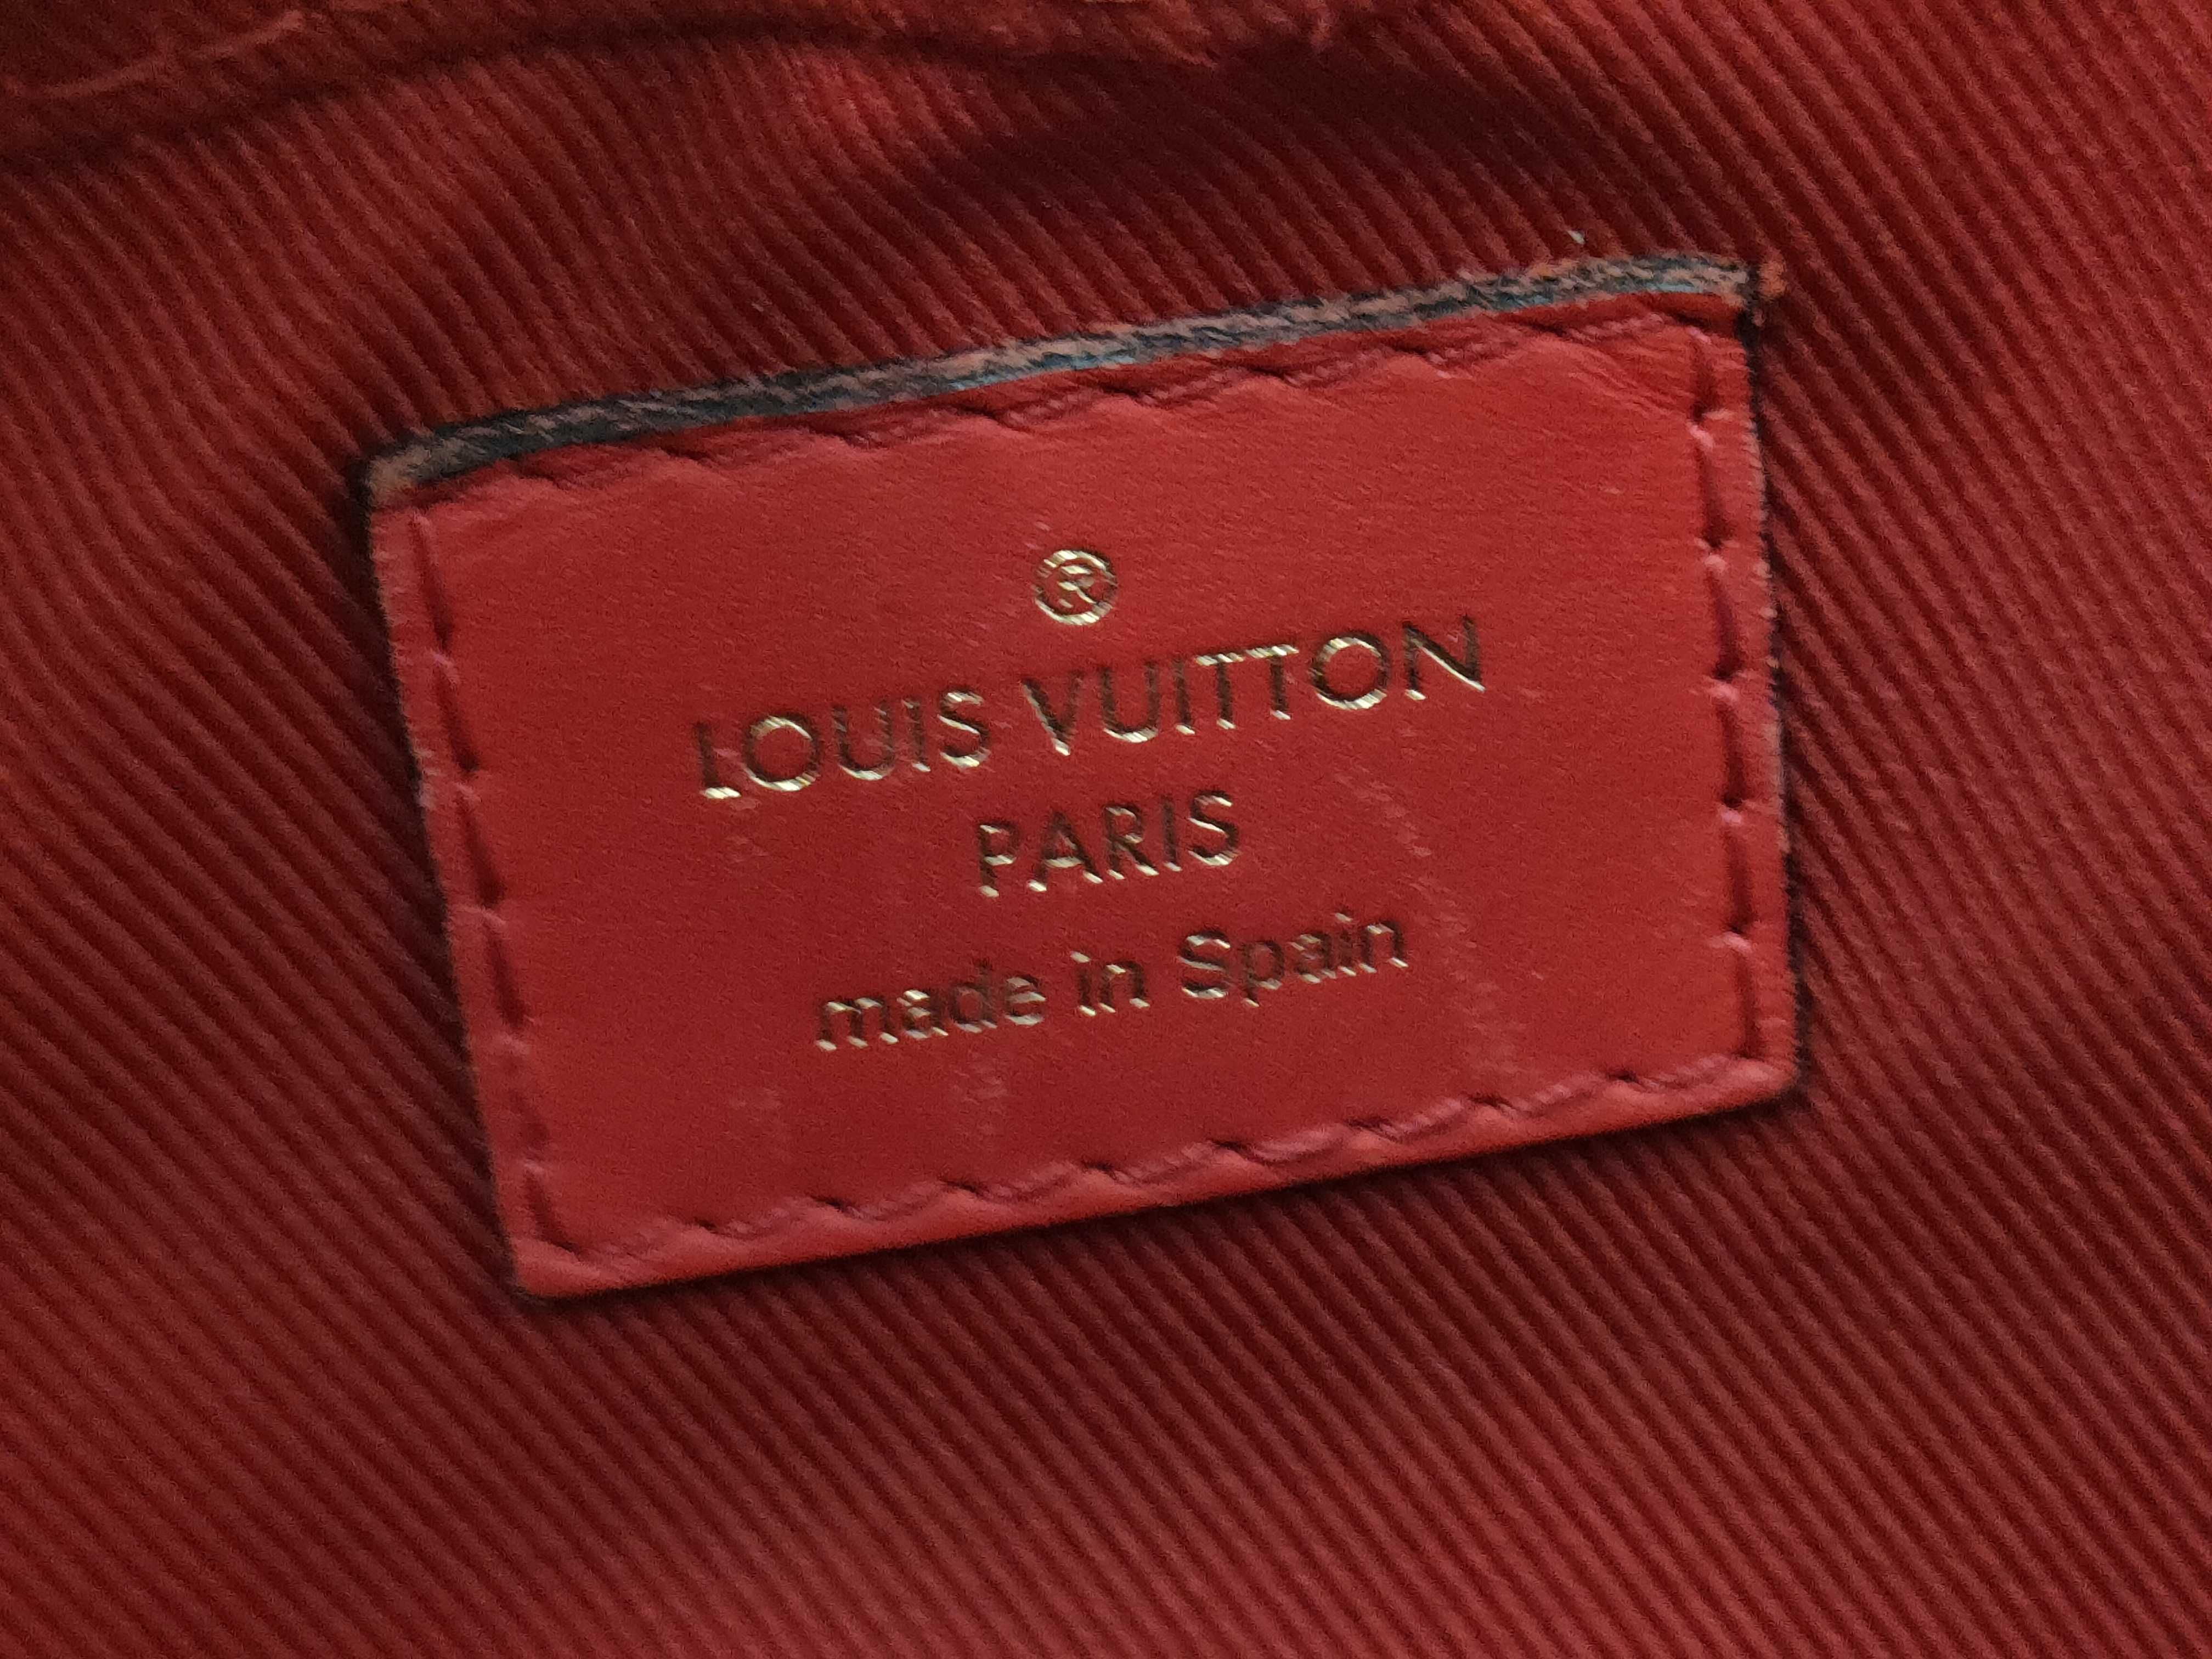 ®
LOUIS VUITTON
PARIS
made in Spain